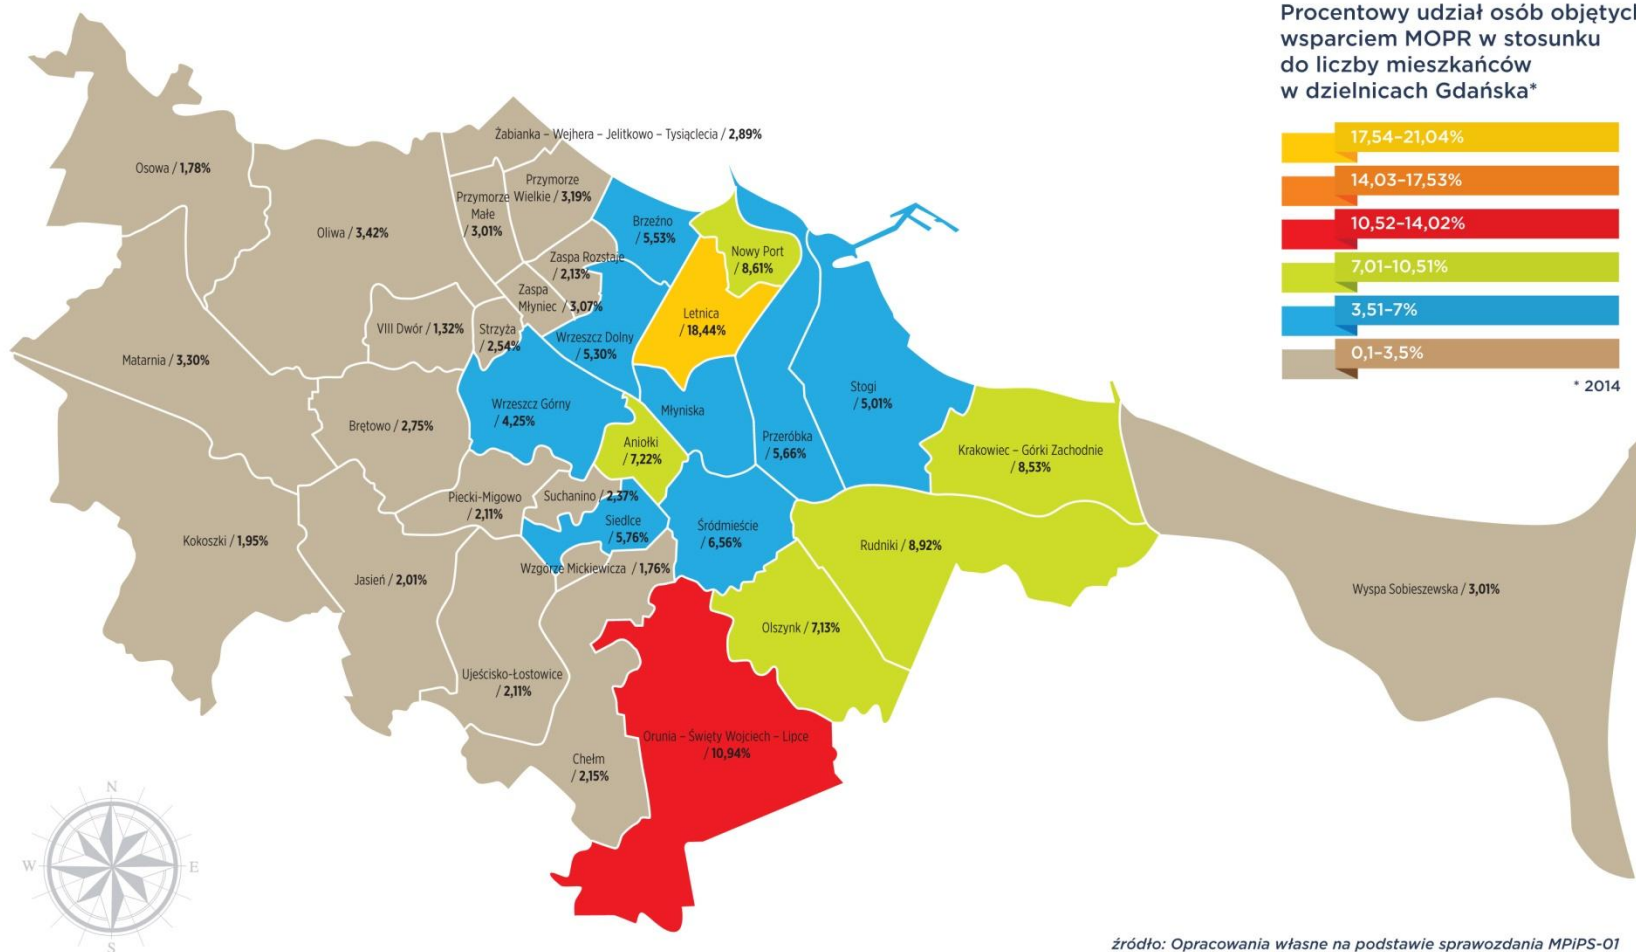 Procentowy udział osób objętych
wsparciem MOPR w stosunku
do liczby mieszkańców
w dzielnicach Gdańska*
17,54–21,04%
14,03–17,53%
10,52–14,02%
7,01–10,51%
3,51–7%
0,1–3,5%
* 2014
Żabianka – Wejhera – Jelitkowo – Tysiąclecia / 2,89%
Osowa / 1,78%
Przymorze
Wielkie / 3,19%
Przymorze
Małe
/ 3,01%
Oliwa / 3,42%
Brzeźno
/ 5,53%
Nowy Port
/ 8,61%
Zaspa Rozstaje
/ 2,13%
Zaspa
Młyniec / 3,07%
Letnica
/ 18,44%
VIII Dwór / 1,32%
Strzyża
/ 2,54%
Wrzeszcz Dolny
/ 5,30%
Matarnia / 3,30%
Stogi
/ 5,01%
Wrzeszcz Górny
/ 4,25%
Młyniska
Brętowo / 2,75%
Aniołki
/ 7,22%
Przeróbka
/ 5,66%
Krakowiec – Górki Zachodnie
/ 8,53%
Piecki-Migowo
/ 2,11%
Suchanino / 2,37%
Siedlce
/ 5,76%
Śródmieście
/ 6,56%
Kokoszki / 1,95%
Rudniki / 8,92%
Wzgórze Mickiewicza / 1,76%
Jasień / 2,01%
Wyspa Sobieszewska / 3,01%
Olszynk / 7,13%
Ujeścisko-Łostowice
/ 2,11%
Orunia – Święty Wojciech – Lipce
/ 10,94%
Chełm
/ 2,15%
N
W
E
S
źródło: Opracowania własne na podstawie sprawozdania MPiPS-01